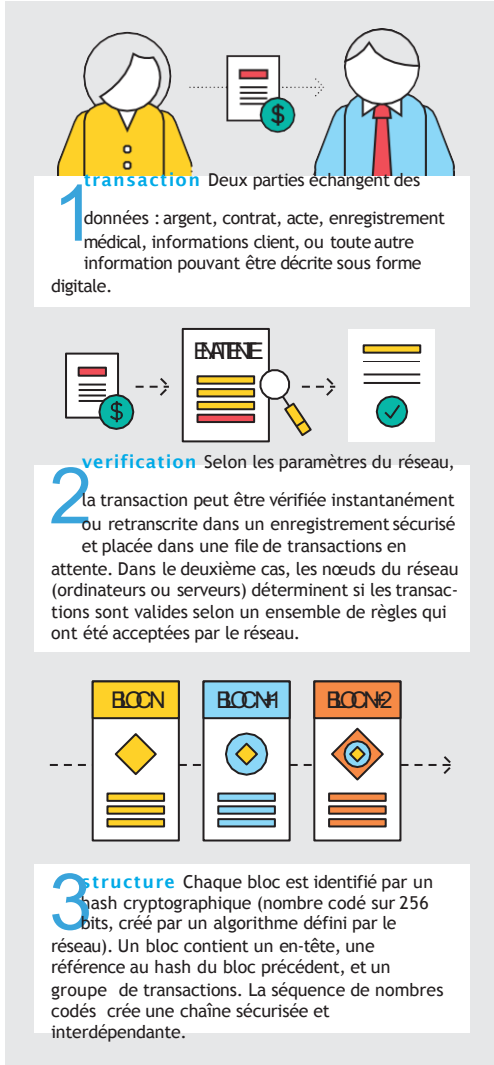 $
1
transaction Deux parties échangent des
données : argent, contrat, acte, enregistrement
médical, informations client, ou toute autre
information pouvant être décrite sous forme
digitale.
EN ATTENTE
$
2
verification Selon les paramètres du réseau,
la transaction peut être vérifiée instantanément
ou retranscrite dans un enregistrement sécurisé
et placée dans une file de transactions en
attente. Dans le deuxième cas, les nœuds du réseau
(ordinateurs ou serveurs) déterminent si les transac-
tions sont valides selon un ensemble de règles qui
ont été acceptées par le réseau.
BLOC N BLOC N+1 BLOC N+2
3
structure Chaque bloc est identifié par un
hash cryptographique (nombre codé sur 256
bits, créé par un algorithme défini par le
réseau). Un bloc contient un en-tête, une
référence au hash du bloc précédent, et un
groupe de transactions. La séquence de nombres
codés crée une chaîne sécurisée et
interdépendante.